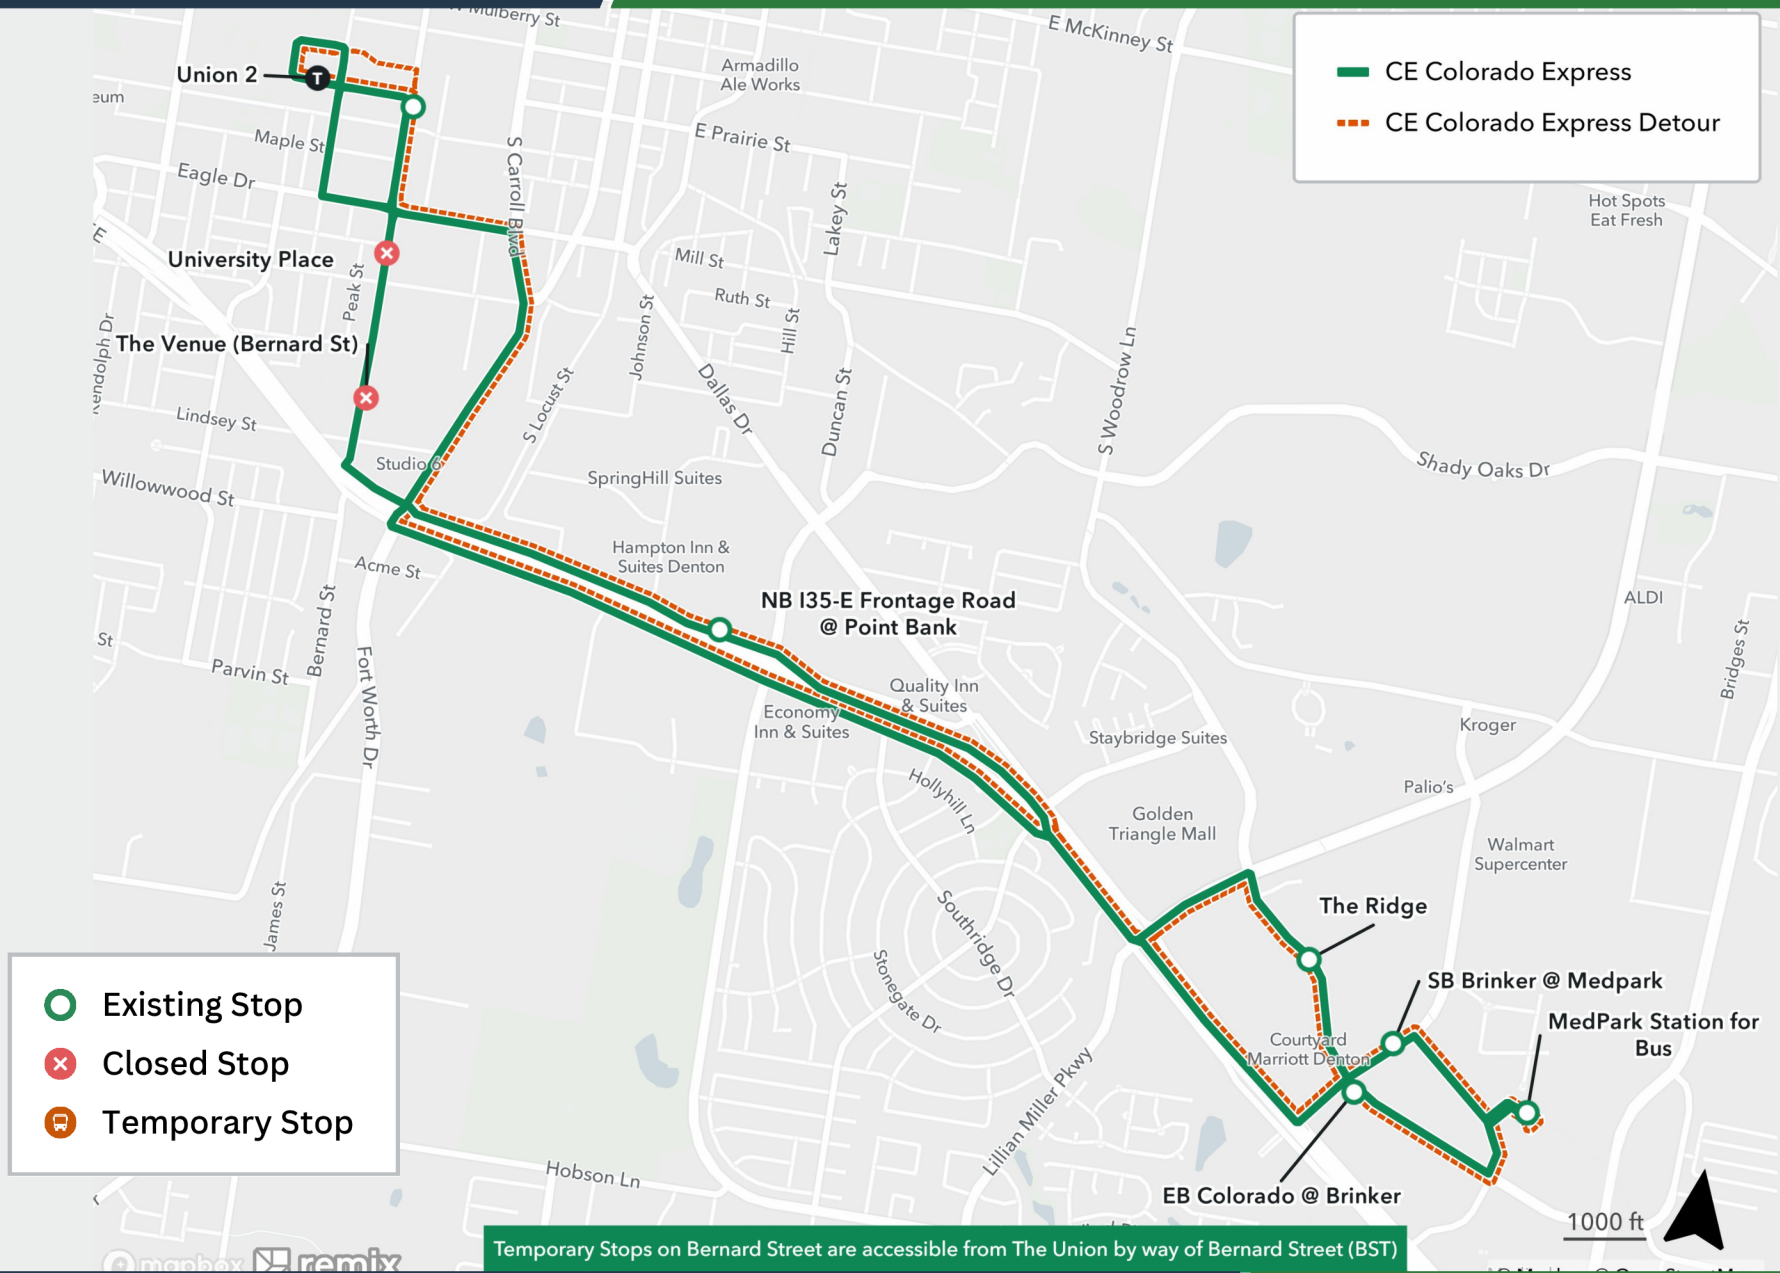 Mulberry St
E McKinney St
CE Colorado Express
CE Colorado Express Detour
Armadillo
Ale Works
Union 2
T
eum
Maple St
E Prairie St
S Carroll Blvd
Eagle Dr
Lakey St
Hot Spots
Eat Fresh
E
University Place
Peak St
Mill St
Ruth St
Hill St
Johnson St
The Venue (Bernard St)
endolph Dr
S Locust St
Dallas Dr
Duncan St
S Woodrow Ln
Lindsey St
Studio 6
Willowwood St
SpringHill Suites
Shady Oaks Dr
Hampton Inn &
Suites Denton
Acme St
NB I35-E Frontage Road
@ Point Bank
ALDI
Bernard St
St
Parvin St
Fort Worth Dr
Bridges St
Quality Inn
& Suites
Economy
Inn & Suites
Staybridge Suites
Kroger
Hollyhill Ln
Palio's
Golden
Triangle Mall
Walmart
Supercenter
James St
Southridge Dr
Stonegate Dr
The Ridge
SB Brinker @ Medpark
MedPark Station for
Bus
Existing Stop
Closed Stop
Temporary Stop
Courtyard
Marriott Denton
Lillian Miller Pkwy
Hobson Ln
EB Colorado @ Brinker
1000 ft
Temporary Stops on Bernard Street are accessible from The Union by way of Bernard Street (BST)
mapbox
remix